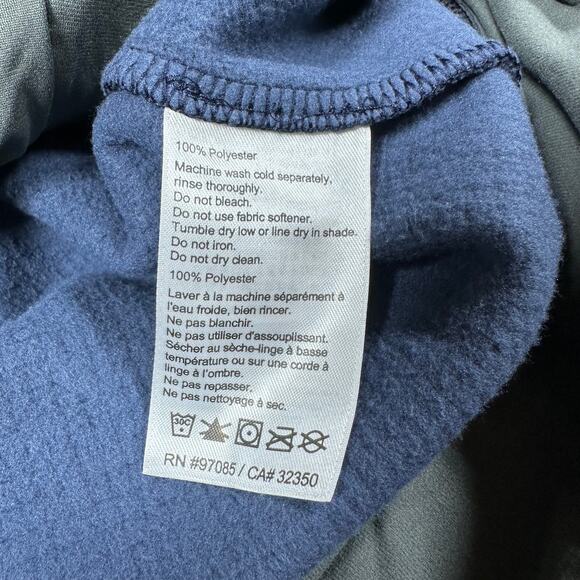 100% Polyester
Machine wash cold separately,
rinse thoroughly.
Do not bleach.
Do not use fabric softener.
Tumble dry low or line dry in shade.
Do not iron.
Do not dry clean.
100% Polyester
Laver à la machine séparément à
l'eau froide, bien rincer.
Ne pas blanchir.
Ne pas utiliser d'assouplissant.
Sécher au sèche-linge à basse
température ou sur une corde à
linge à l'ombre.
Ne pas repasser.
Ne pas nettoyage à sec.
30C
RN #97085 / CA# 32350